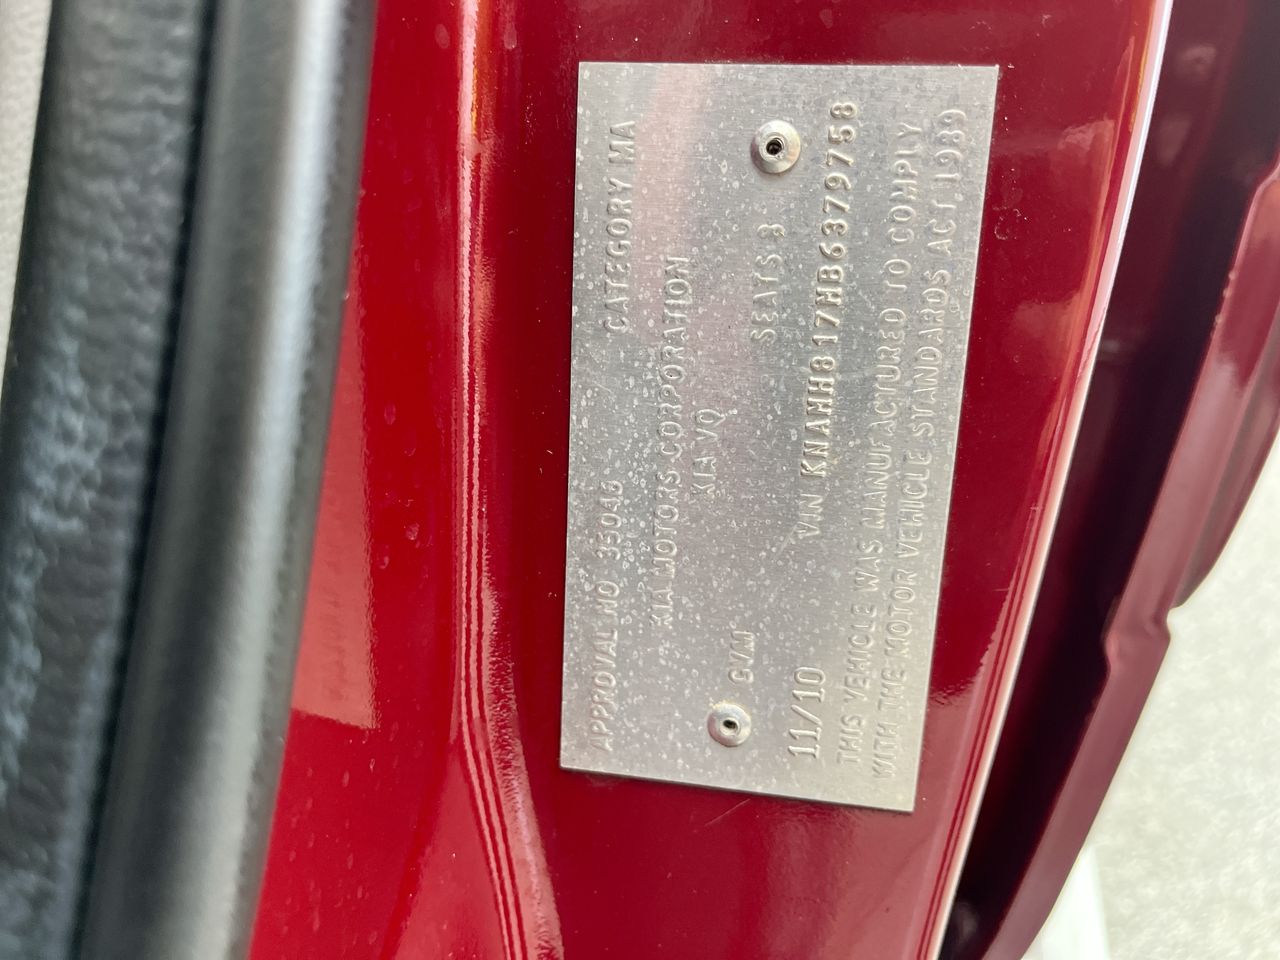 APPROVAL NO 35046 CATEGORY MA
KIA MOTORS CORPORATION
KIA VQ
GVM SEATS 8
11/10 VIN KNAMH817MB6379758
THIS VEHICLE WAS MANUFACTURED TO COMPLY
WITH THE MOTOR VEHICLE STANDARDS ACT 1989